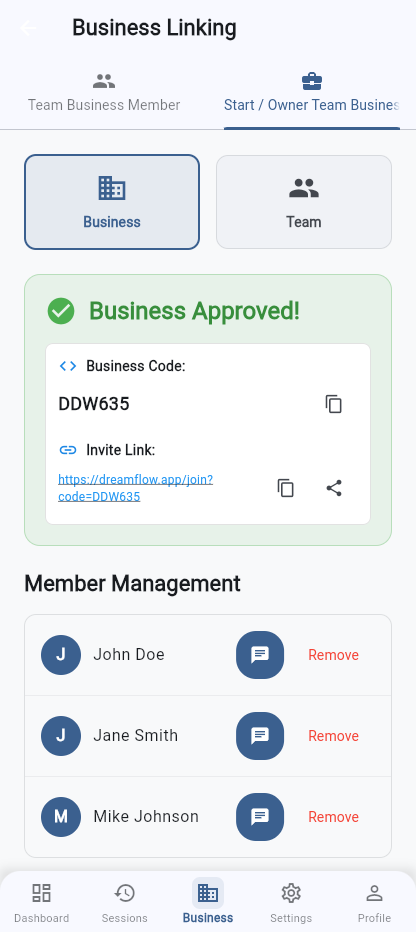 Business Linking
Team Business Member
Start / Owner Team Busines
Business
Team
Business Approved!
Business Code:
DDW635
Invite Link:
https://dreamflow.app/join?
code=DDW635
Member Management
J
John Doe
Remove
J
Jane Smith
Remove
M
Mike Johnson
Remove
Dashboard
Sessions
Business
Settings
Profile